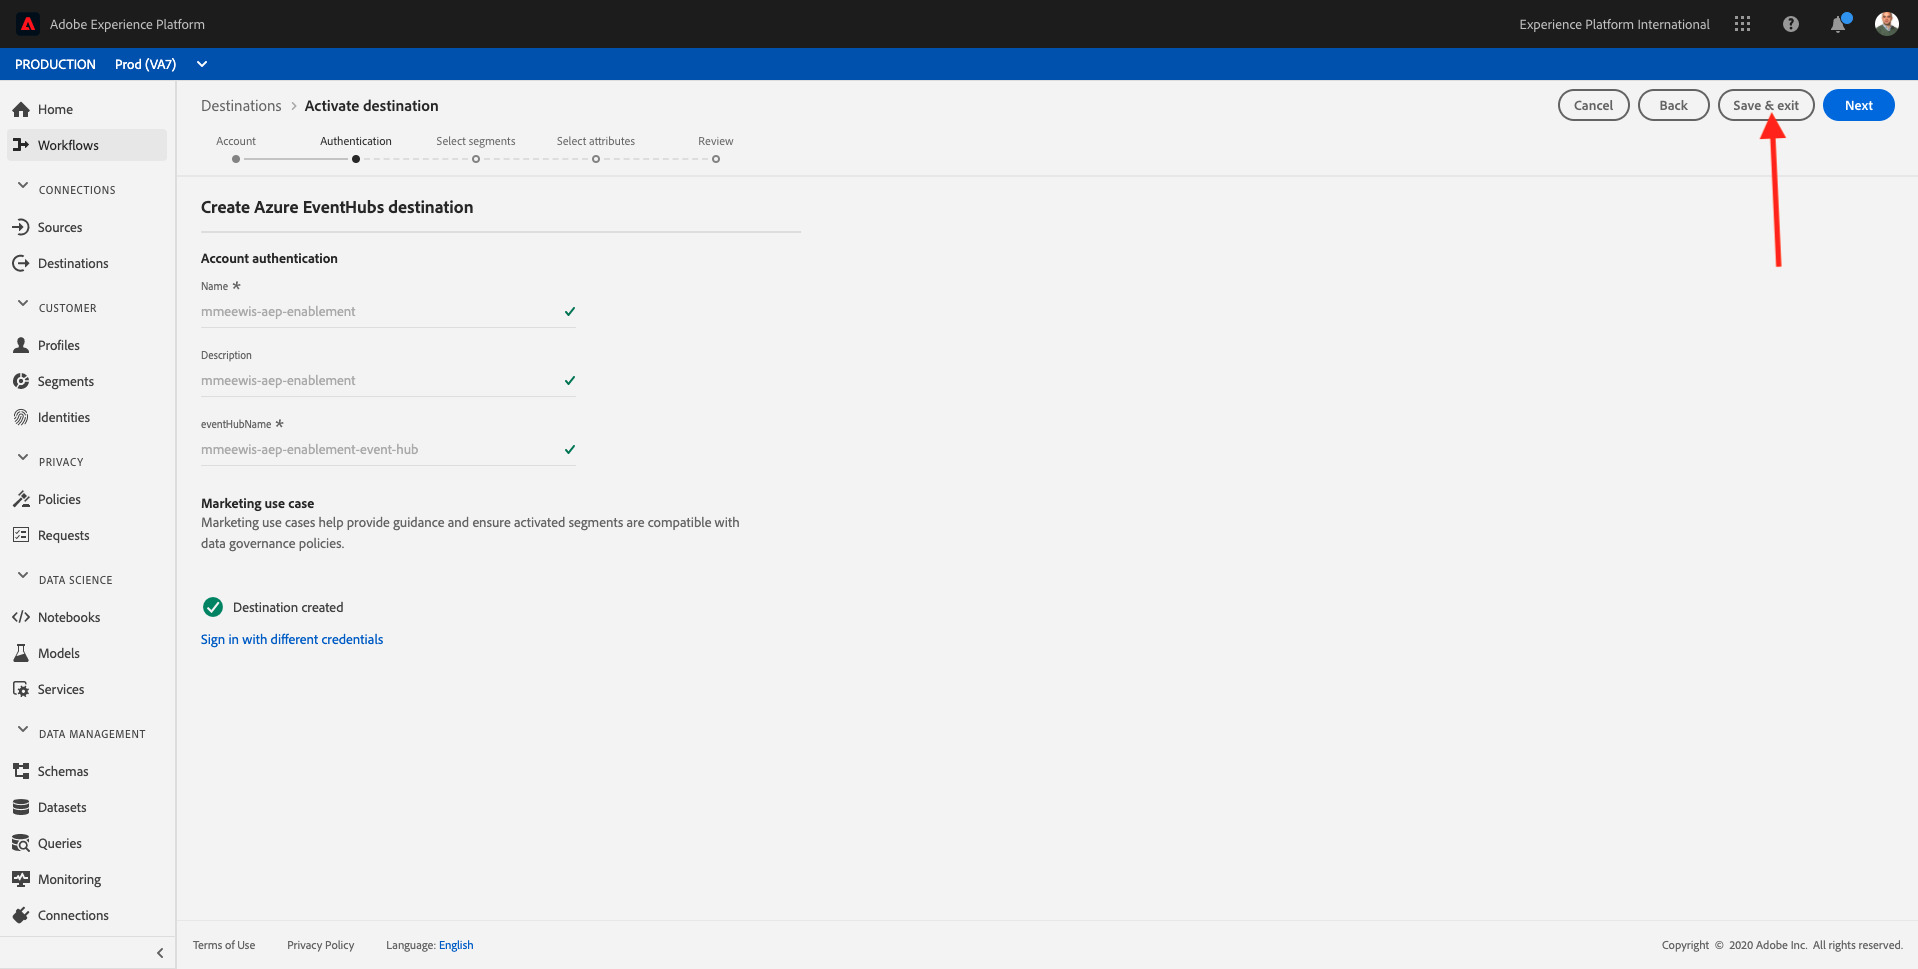 Adobe Experience Platform
Experience Platform International
PRODUCTION Prod (VA7)
Home
Workflows
CONNECTIONS
Sources
Destinations
CUSTOMER
Profiles
Segments
Identities
PRIVACY
Policies
Requests
DATA SCIENCE
Notebooks
Models
Services
DATA MANAGEMENT
Schemas
Datasets
Queries
Monitoring
Connections
Destinations > Activate destination
Cancel Back Save & exit Next
Account Authentication Select segments Select attributes Review
Create Azure EventHubs destination
Account authentication
Name *
mmeewis-aep-enablement
Description
mmeewis-aep-enablement
eventHubName *
mmeewis-aep-enablement-event-hub
Marketing use case
Marketing use cases help provide guidance and ensure activated segments are compatible with
data governance policies.
Destination created
Sign in with different credentials
Terms of Use Privacy Policy Language: English
Copyright © 2020 Adobe Inc. All rights reserved.